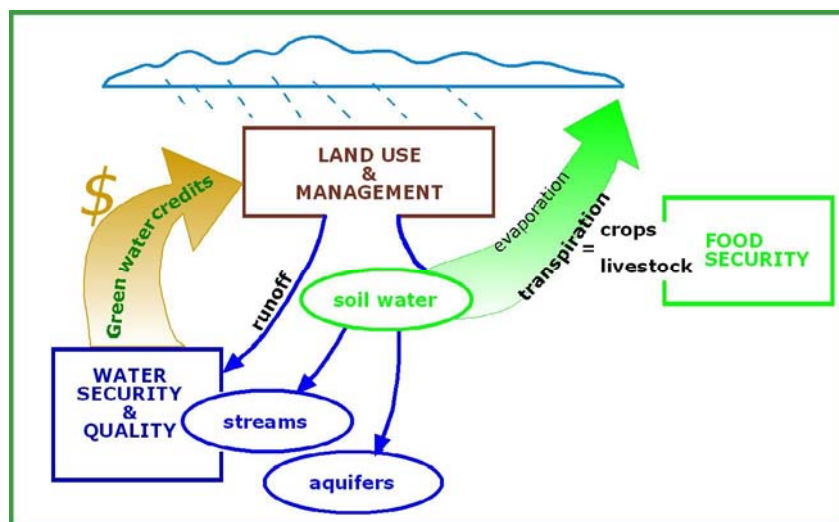 LAND USE
&
MANAGEMENT
$
Green water credits
evaporation
transpiration
=
crops
livestock
FOOD
SECURITY
runoff
soil water
WATER
SECURITY
&
QUALITY
streams
aquifers